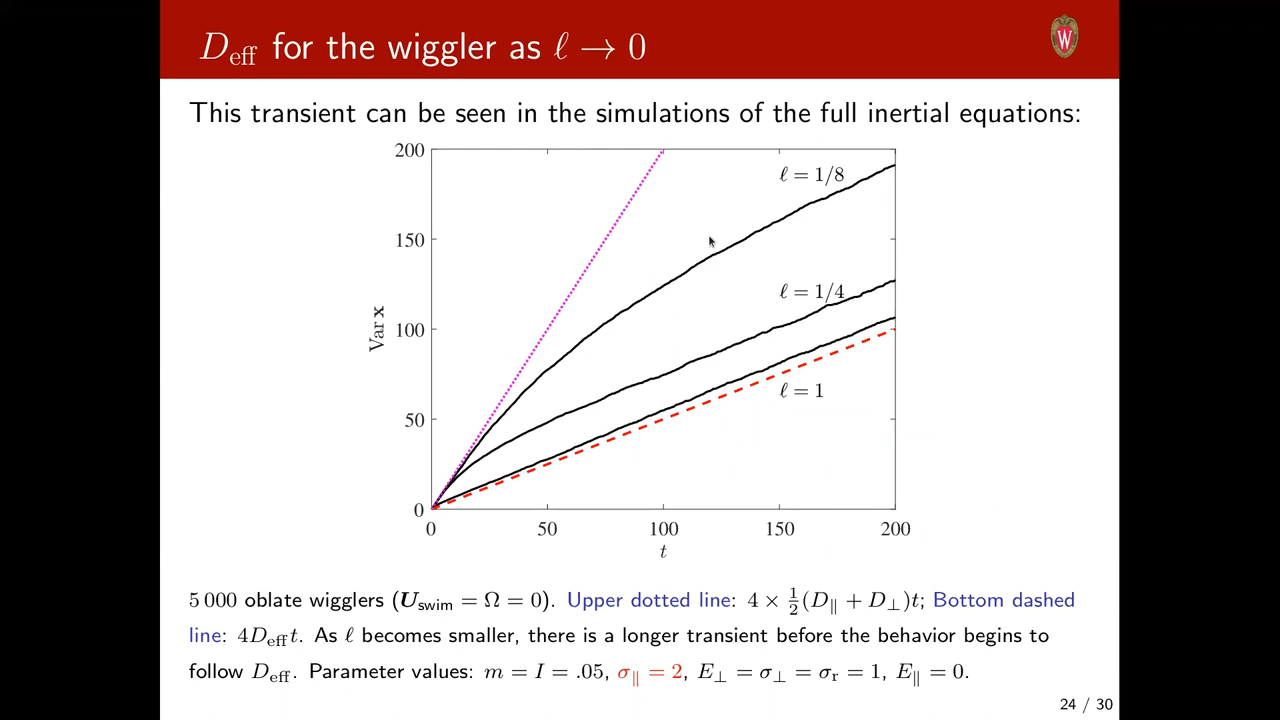 D_eff for the wiggler as ℓ → 0
W
This transient can be seen in the simulations of the full inertial equations:
200
150
100
50
0
Var x
ℓ = 1/8
ℓ = 1/4
ℓ = 1
0 50 100 150 200
t
5 000 oblate wigglers (U_swim = Ω = 0). Upper dotted line: 4 × ½(D_∥ + D_⊥)t; Bottom dashed
line: 4D_eff t. As ℓ becomes smaller, there is a longer transient before the behavior begins to
follow D_eff. Parameter values: m = I = .05, σ_∥ = 2, E_⊥ = σ_⊥ = σ_r = 1, E_∥ = 0.
24 / 30